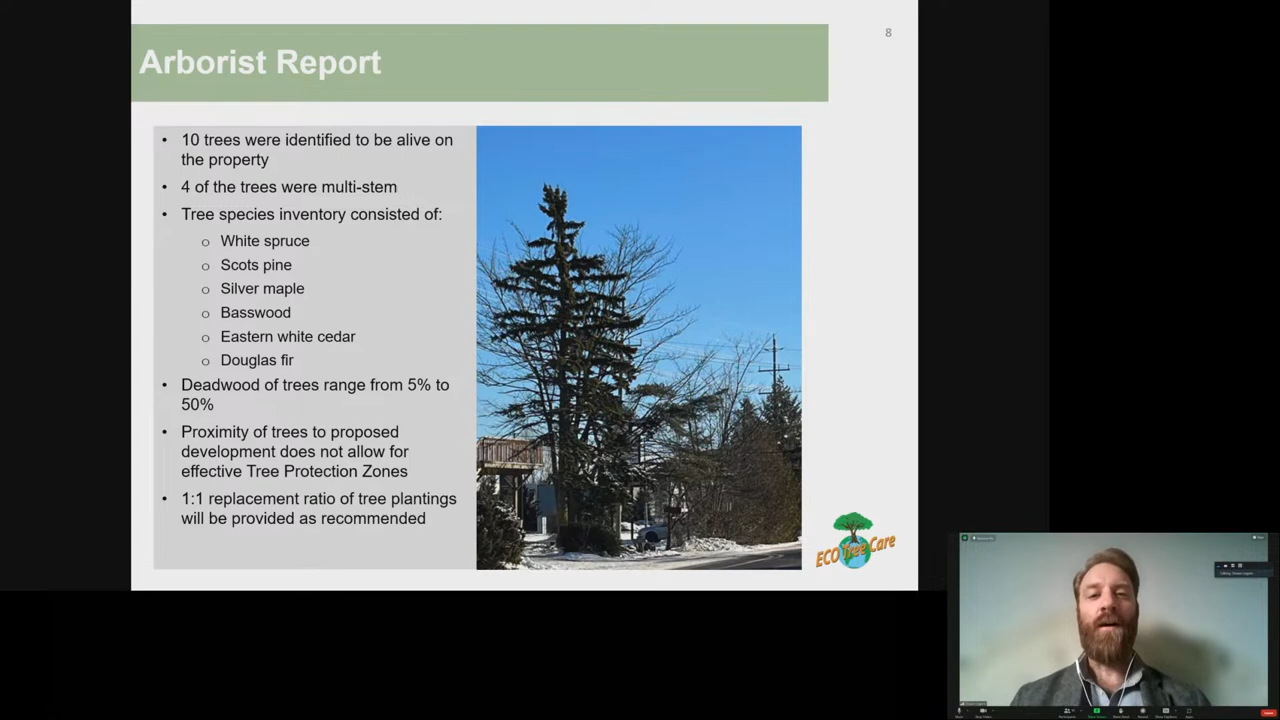 8
Arborist Report
• 10 trees were identified to be alive on
the property
• 4 of the trees were multi-stem
• Tree species inventory consisted of:
o White spruce
o Scots pine
o Silver maple
o Basswood
o Eastern white cedar
o Douglas fir
• Deadwood of trees range from 5% to
50%
• Proximity of trees to proposed
development does not allow for
effective Tree Protection Zones
• 1:1 replacement ratio of tree plantings
will be provided as recommended
ECO Tree Care